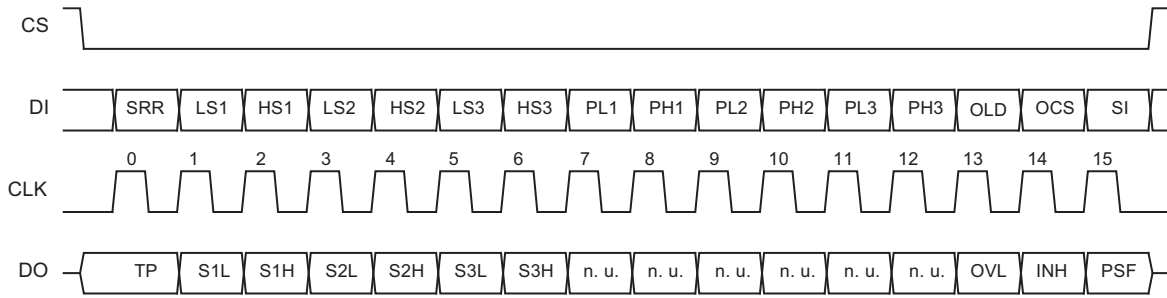 CS
DI SRR LS1 HS1 LS2 HS2 LS3 HS3 PL1 PH1 PL2 PH2 PL3 PH3 OLD OCS SI
0 1 2 3 4 5 6 7 8 9 10 11 12 13 14 15
CLK
DO TP S1L S1H S2L S2H S3L S3H n. u. n. u. n. u. n. u. n. u. n. u. OVL INH PSF